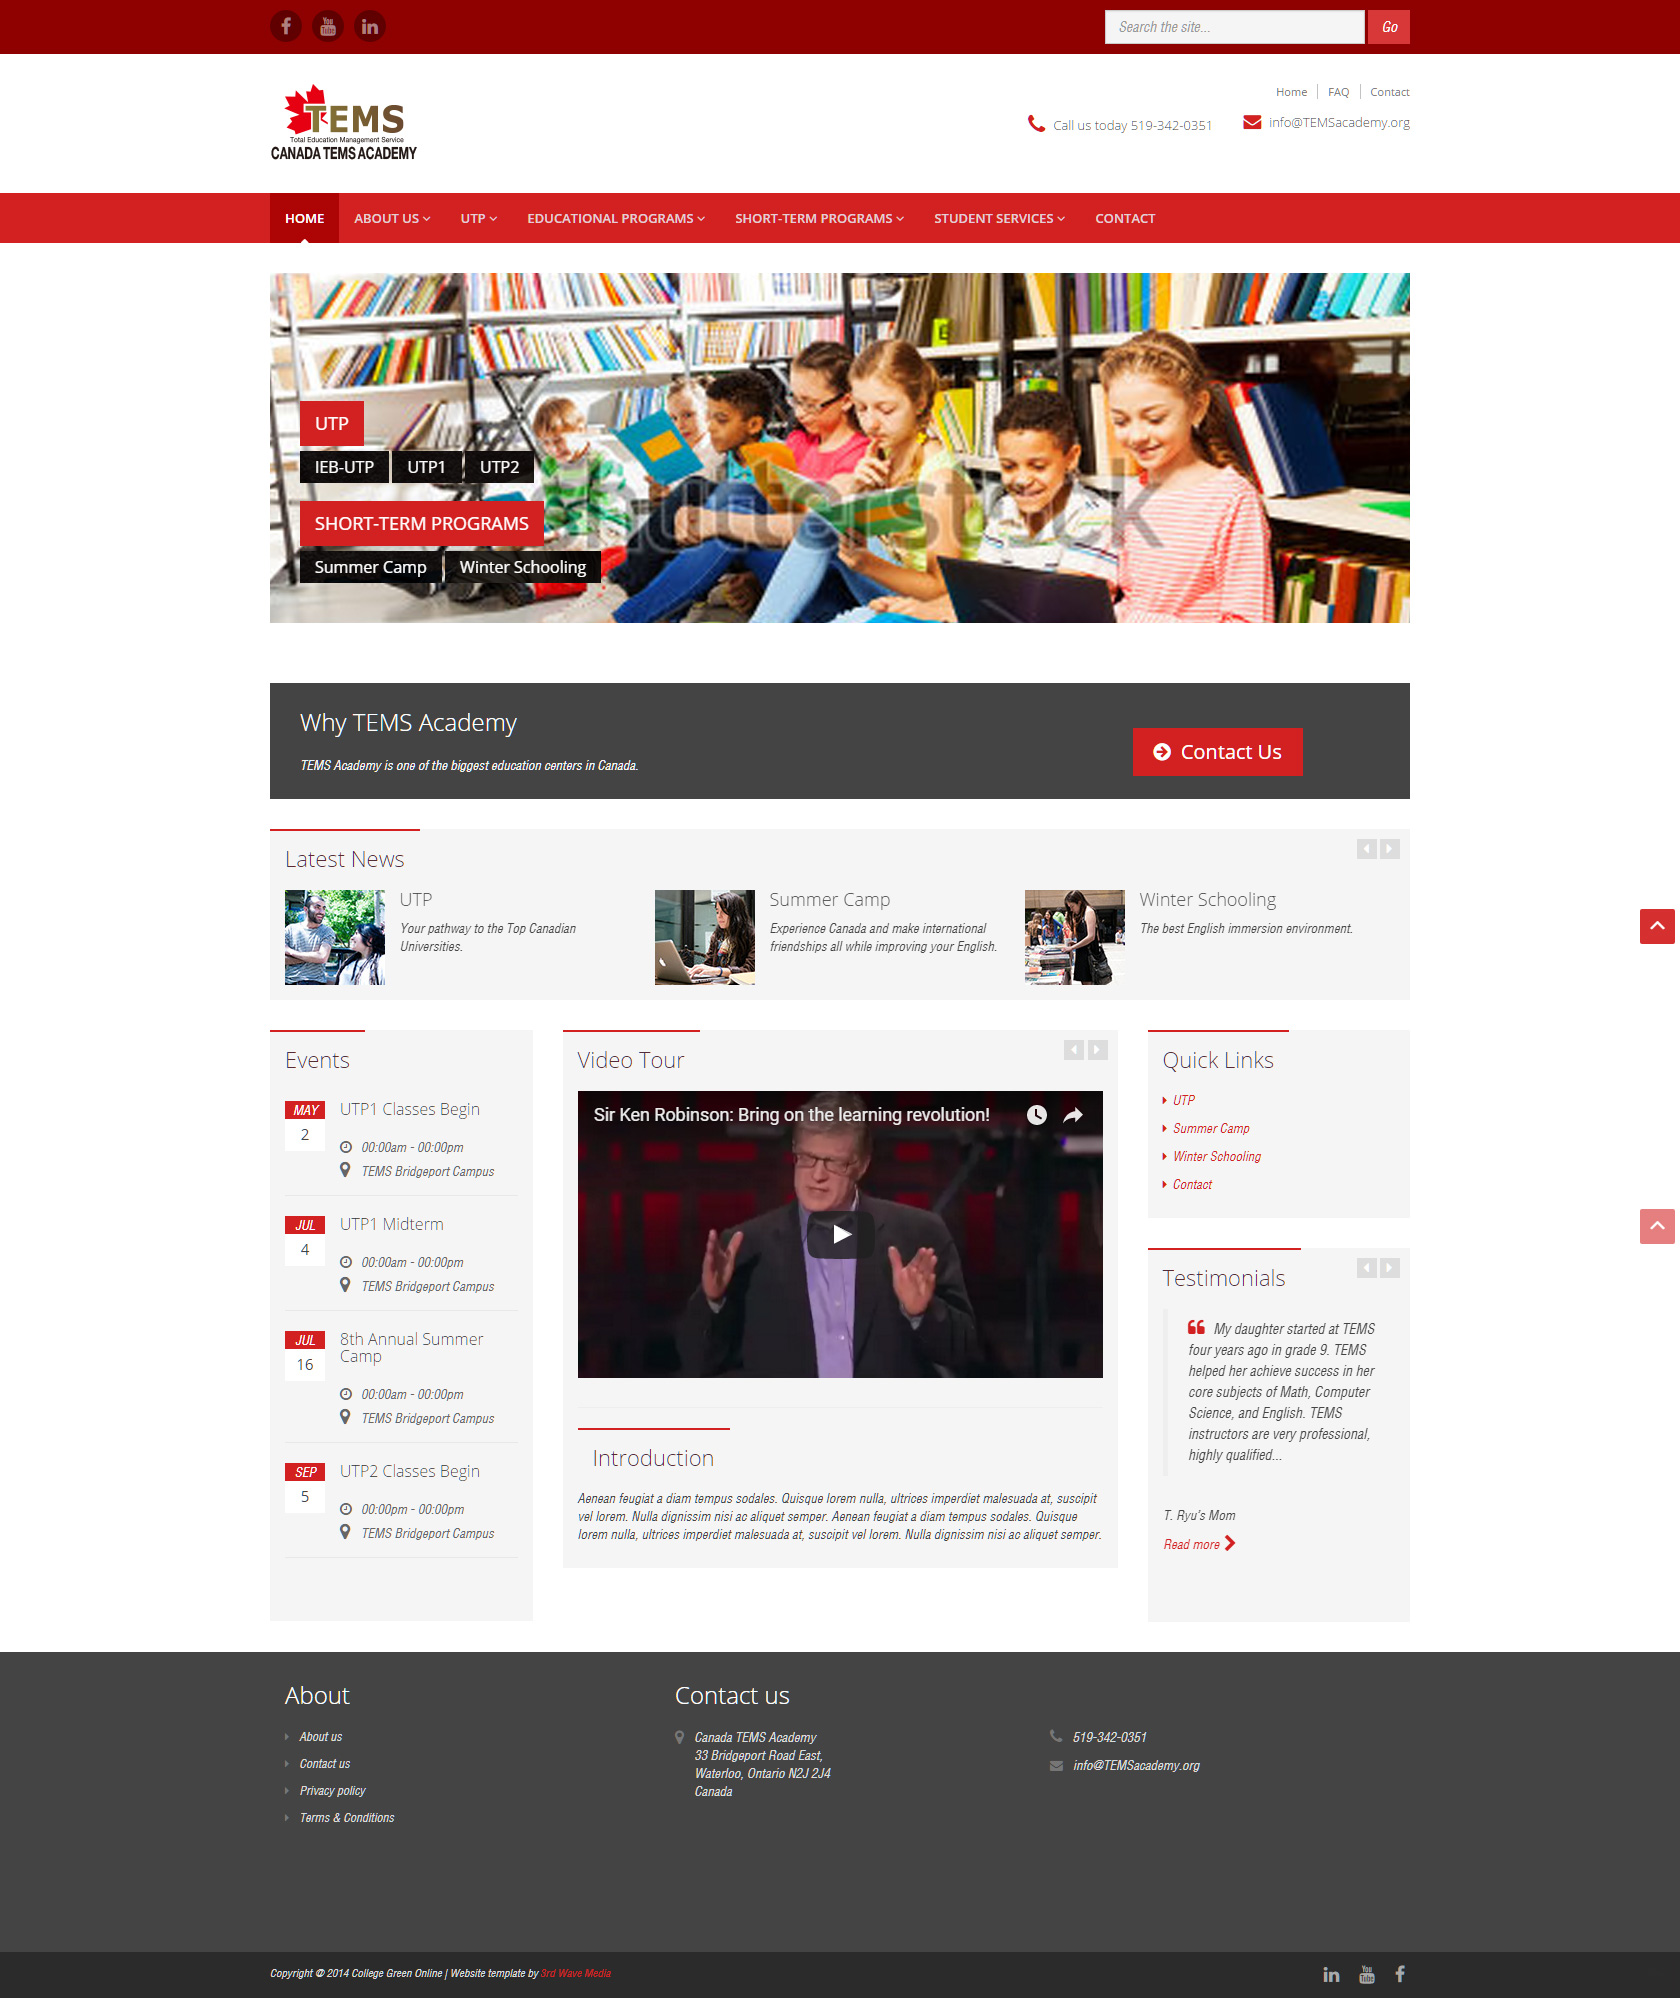 Search the site...
Go
TEMS
Total Education Management Service
CANADA TEMS ACADEMY
Home
FAQ
Contact
Call us today 519-342-0351
info@TEMSacademy.org
HOME
ABOUT US
UTP
EDUCATIONAL PROGRAMS
SHORT-TERM PROGRAMS
STUDENT SERVICES
CONTACT
UTP
IEB-UTP
UTP1
UTP2
shutterstock
SHORT-TERM PROGRAMS
Summer Camp
Winter Schooling
Why TEMS Academy
TEMS Academy is one of the biggest education centers in Canada.
Contact Us
Latest News
UTP
Your pathway to the Top Canadian
Universities.
Summer Camp
Experience Canada and make international
friendships all while improving your English.
Winter Schooling
The best English immersion environment.
Events
MAY
2
UTP1 Classes Begin
00:00am - 00:00pm
TEMS Bridgeport Campus
JUL
4
UTP1 Midterm
00:00am - 00:00pm
TEMS Bridgeport Campus
JUL
16
8th Annual Summer
Camp
00:00am - 00:00pm
TEMS Bridgeport Campus
SEP
5
UTP2 Classes Begin
00:00pm - 00:00pm
TEMS Bridgeport Campus
Video Tour
Sir Ken Robinson: Bring on the learning revolution!
Introduction
Aenean feugiat a diam tempus sodales. Quisque lorem nulla, ultrices imperdiet malesuada at, suscipit
vel lorem. Nulla dignissim nisi ac aliquet semper. Aenean feugiat a diam tempus sodales. Quisque
lorem nulla, ultrices imperdiet malesuada at, suscipit vel lorem. Nulla dignissim nisi ac aliquet semper.
Quick Links
UTP
Summer Camp
Winter Schooling
Contact
Testimonials
My daughter started at TEMS
four years ago in grade 9. TEMS
helped her achieve success in her
core subjects of Math, Computer
Science, and English. TEMS
instructors are very professional,
highly qualified...
T. Ryu's Mom
Read more
About
About us
Contact us
Privacy policy
Terms & Conditions
Contact us
Canada TEMS Academy
33 Bridgeport Road East,
Waterloo, Ontario N2J 2J4
Canada
519-342-0351
info@TEMSacademy.org
Copyright @ 2014 College Green Online | Website template by 3rd Wave Media